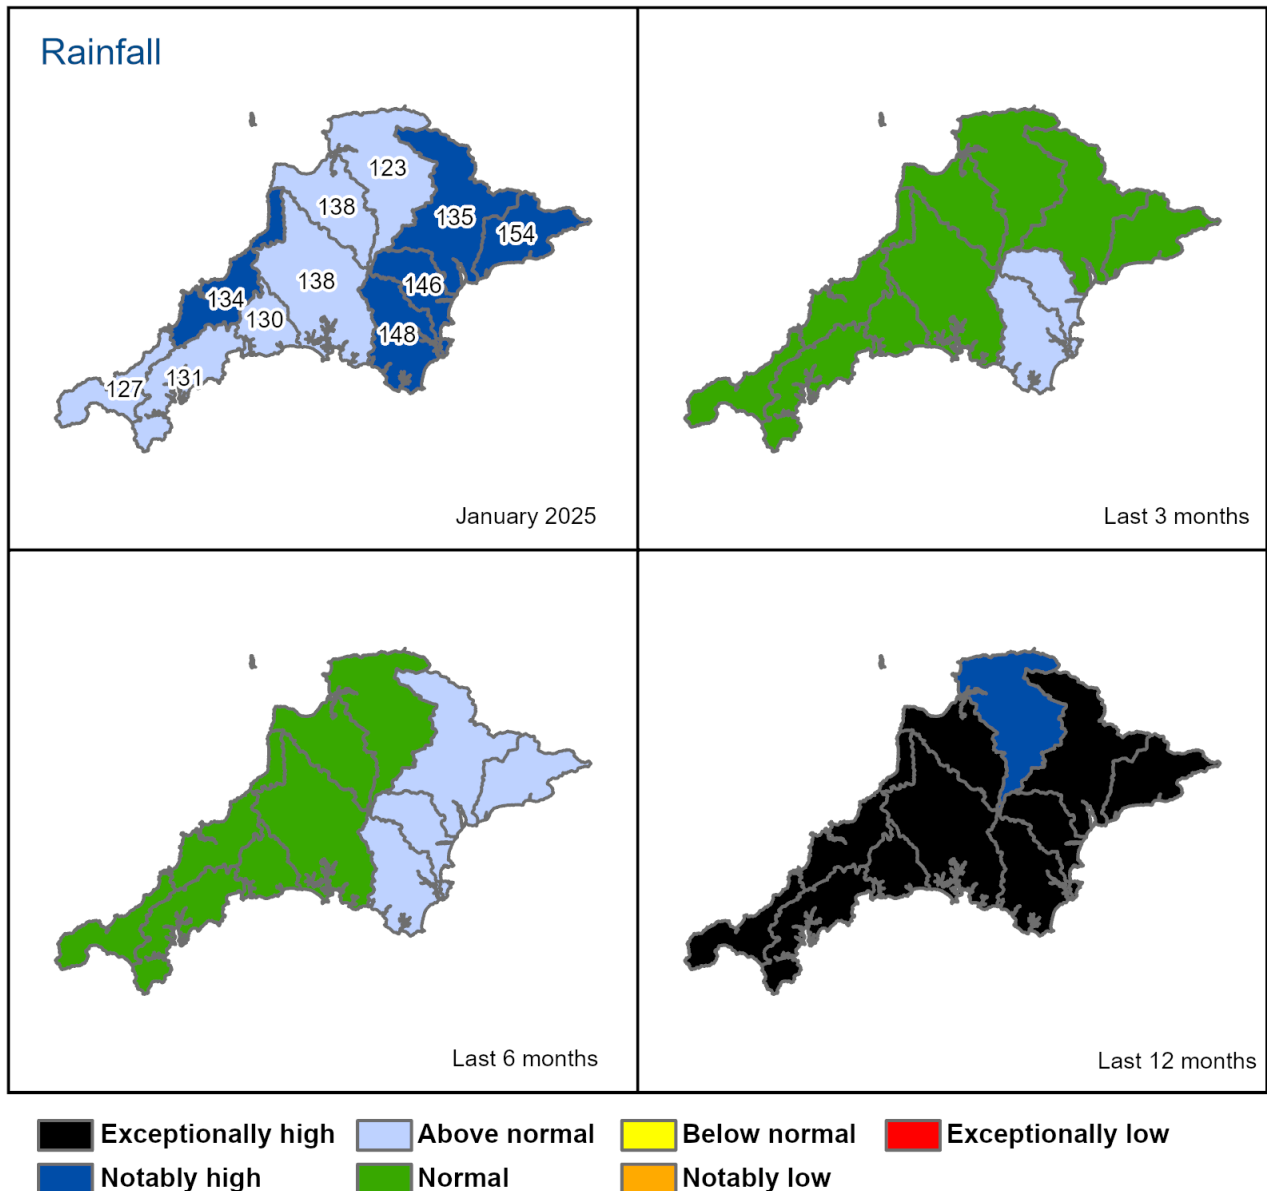 Rainfall
123
138
135
154
138
146
134
130
148
127
131
January 2025
Last 3 months
Last 6 months
Last 12 months
Exceptionally high
Above normal
Below normal
Exceptionally low
Notably high
Normal
Notably low